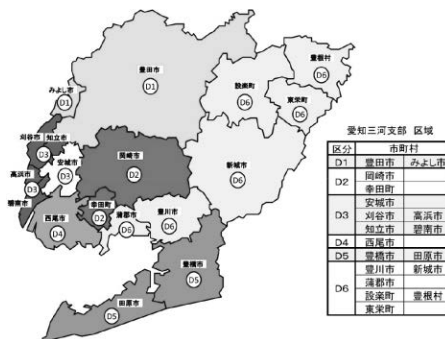 豊根村
D6
豊田市
D1
設楽町
D6
みよし市
D1
東栄町
D6
刈谷市
知立市
D3
安城市
D3
岡崎市
D2
新城市
D6
高浜市
D3
碧南市
幸田町
D2
西尾市
D4
蒲郡市
D6
豊川市
D6
豊橋市
D5
田原市
D5
愛知三河支部 区域
区分 市町村
D1 豊田市 みよし市
D2 岡崎市
幸田町
D3 安城市
刈谷市 高浜市
知立市 碧南市
D4 西尾市
D5 豊橋市 田原市
D6 豊川市 新城市
蒲郡市
設楽町 豊根村
東栄町